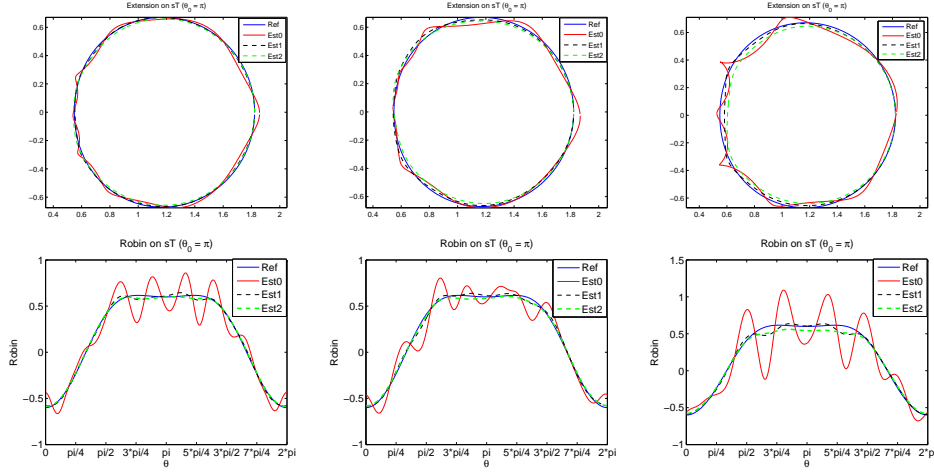 Extension on sT (θ0 = π)
Ref
Est0
Est1
Est2
0.6
0.4
0.2
0
−0.2
−0.4
−0.6
0.4 0.6 0.8 1 1.2 1.4 1.6 1.8 2
Extension on sT (θ0 = π)
Ref
Est0
Est1
Est2
0.6
0.4
0.2
0
−0.2
−0.4
−0.6
0.4 0.6 0.8 1 1.2 1.4 1.6 1.8 2
Extension on sT (θ0 = π)
Ref
Est0
Est1
Est2
0.6
0.4
0.2
0
−0.2
−0.4
−0.6
0.4 0.6 0.8 1 1.2 1.4 1.6 1.8 2
Robin on sT (θ0 = π)
Ref
Est0
Est1
Est2
Robin
1
0.5
0
−0.5
−1
0 pi/4 pi/2 3*pi/4 pi 5*pi/4 3*pi/2 7*pi/4 2*pi
θ
Robin on sT (θ0 = π)
Ref
Est0
Est1
Est2
Robin
1
0.5
0
−0.5
−1
0 pi/4 pi/2 3*pi/4 pi 5*pi/4 3*pi/2 7*pi/4 2*pi
θ
Robin on sT (θ0 = π)
Ref
Est0
Est1
Est2
Robin
1.5
1
0.5
0
−0.5
−1
0 pi/4 pi/2 3*pi/4 pi 5*pi/4 3*pi/2 7*pi/4 2*p
θ